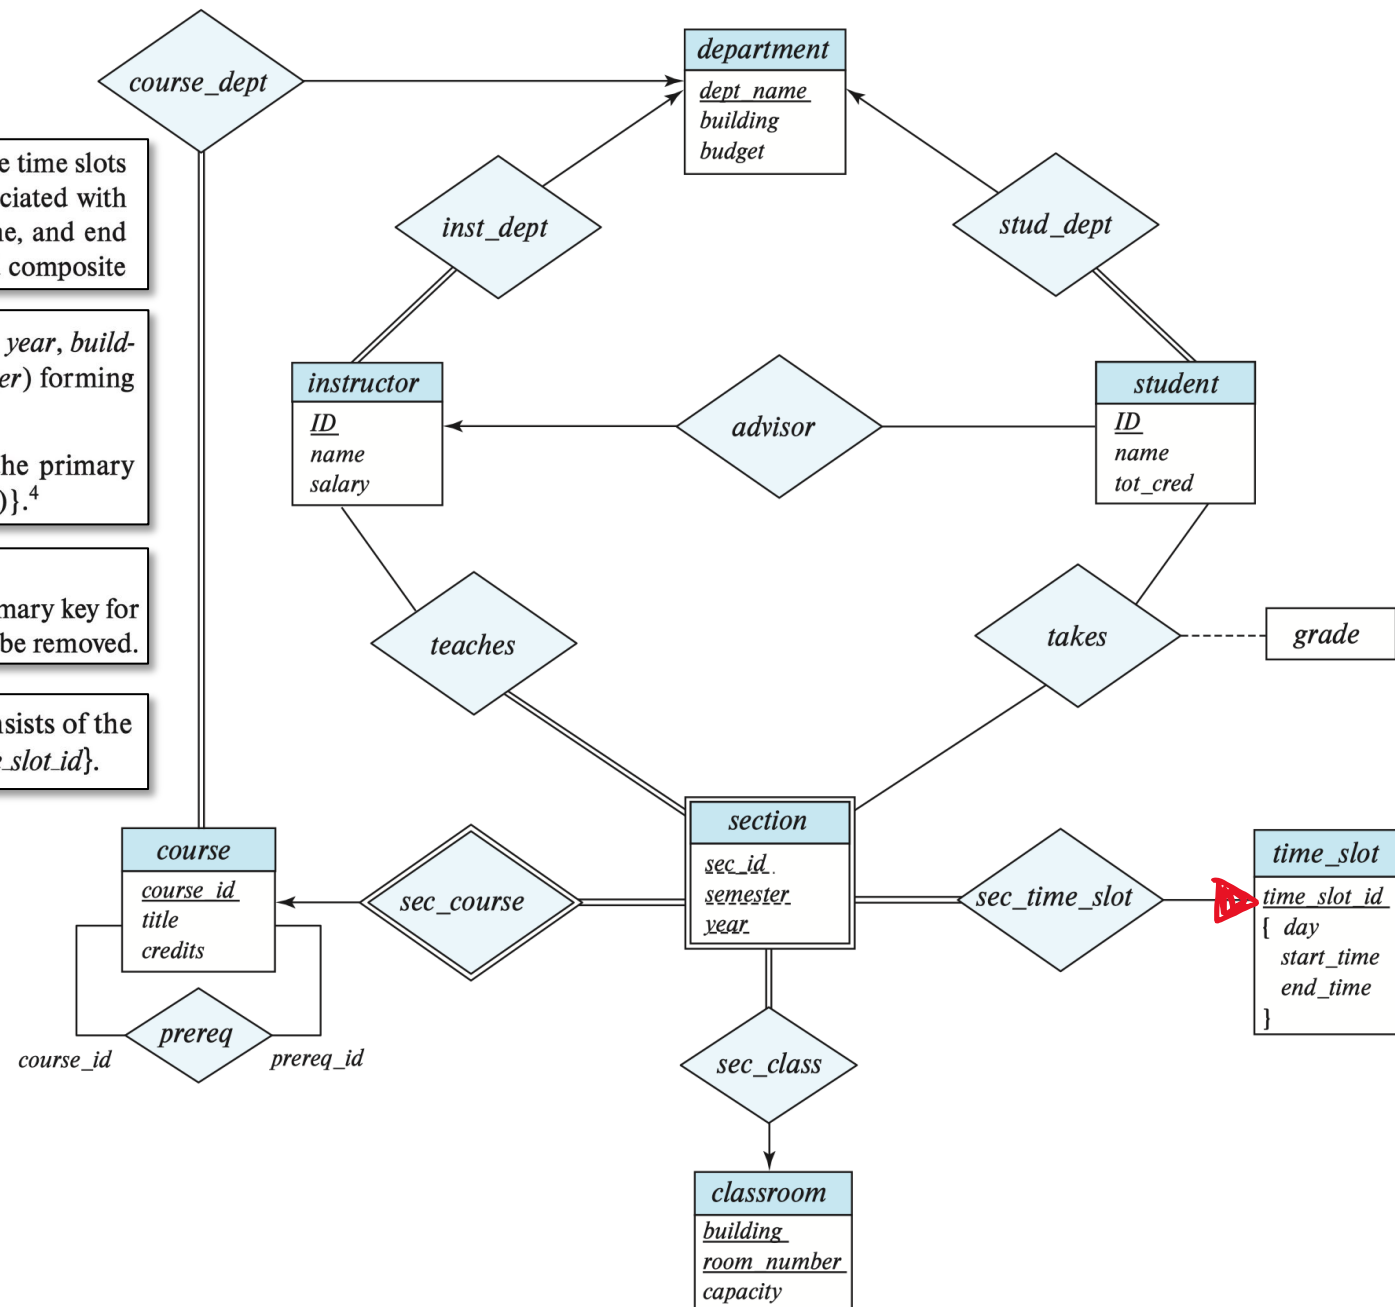 course_dept
department
dept_name
building
budget
e time slots
ciated with
ne, and end
composite
inst_dept
stud_dept
year, build-
er) forming
he primary
)}.4
instructor
ID
name
salary
advisor
student
ID
name
tot_cred
mary key for
be removed.
teaches
takes
grade
nsists of the
e_slot_id}.
course
course_id
title
credits
sec_course
section
sec_id
semester
year
sec_time_slot
time_slot
time_slot_id
{ day
start_time
end_time
}
prereq
course_id
prereq_id
sec_class
classroom
building
room_number
capacity